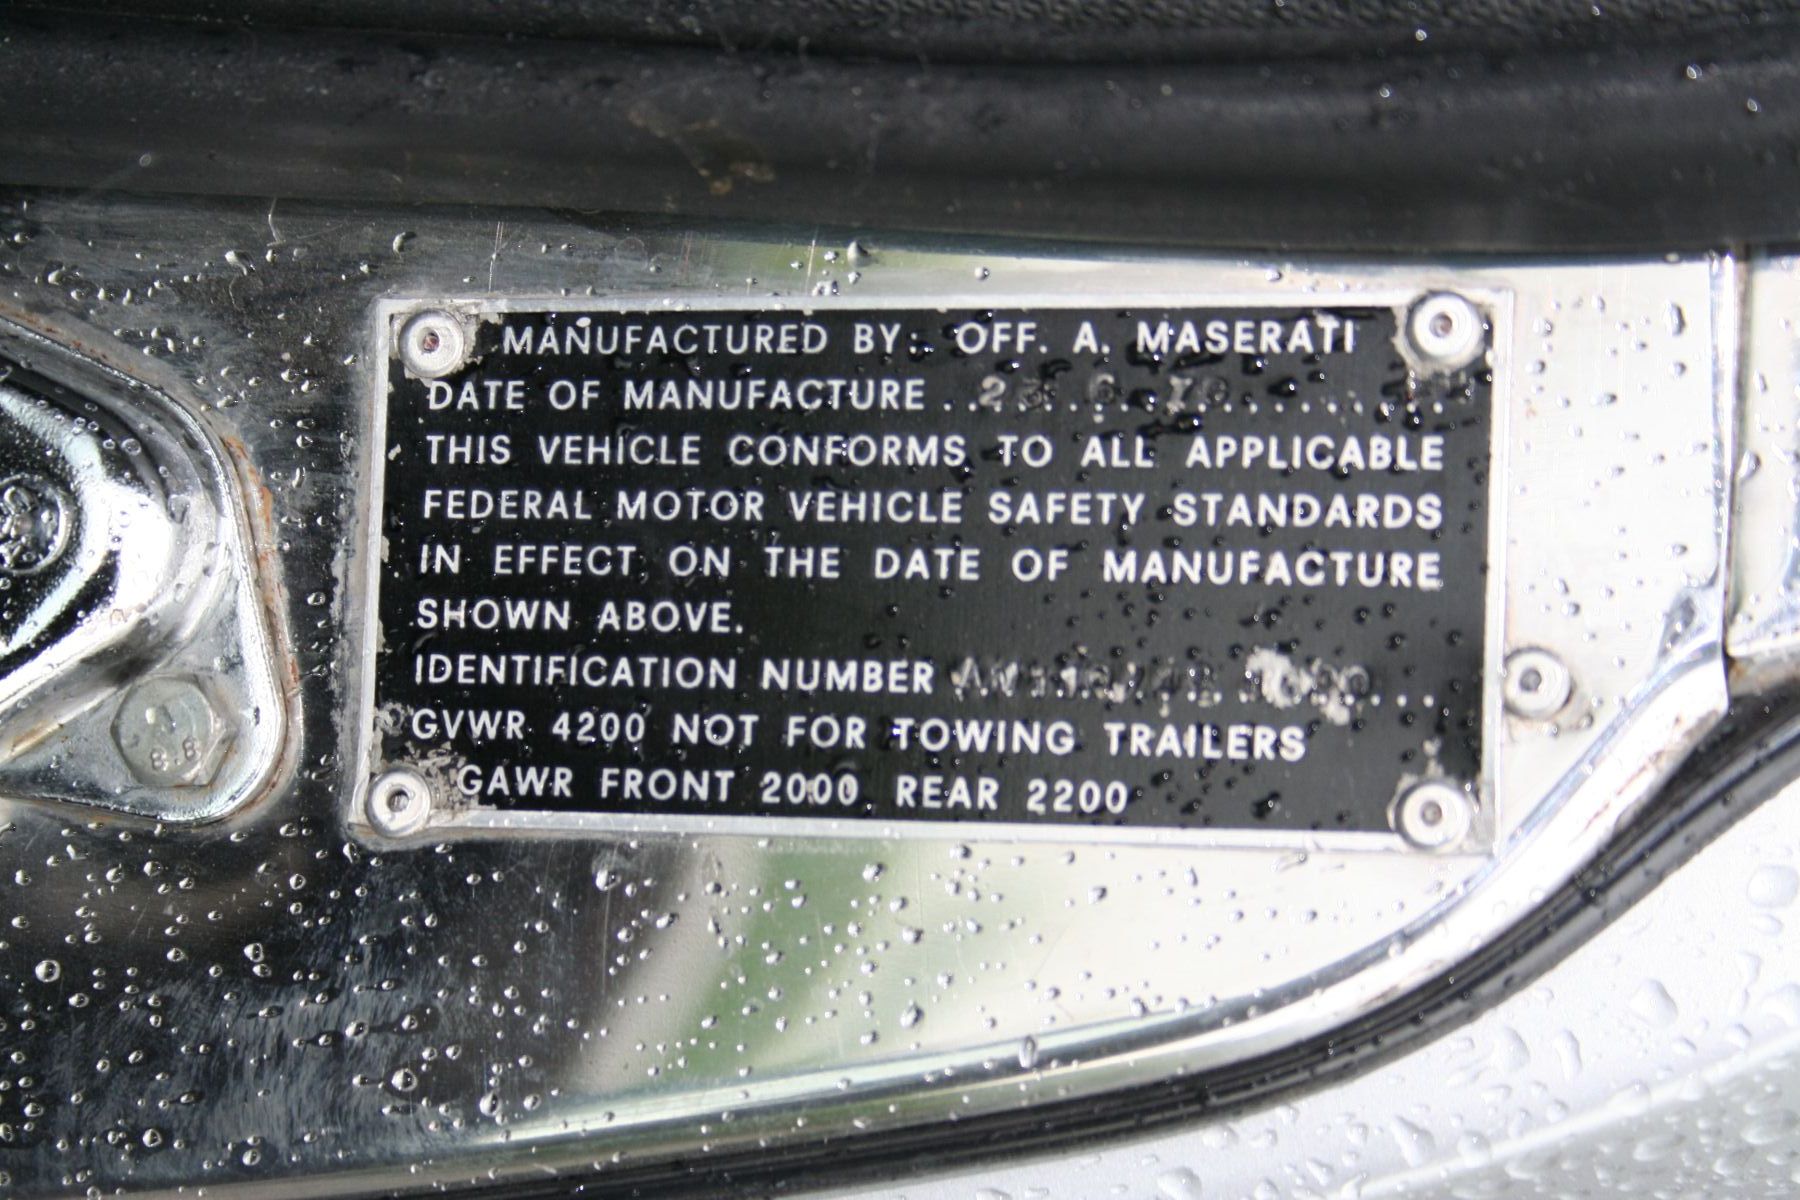 MANUFACTURED BY: OFF. A. MASERATI
DATE OF MANUFACTURE
THIS VEHICLE CONFORMS TO ALL APPLICABLE
FEDERAL MOTOR VEHICLE SAFETY STANDARDS
IN EFFECT ON THE DATE OF MANUFACTURE
SHOWN ABOVE.
IDENTIFICATION NUMBER
GVWR 4200 NOT FOR TOWING TRAILERS
GAWR FRONT 2000 REAR 2200
8.8